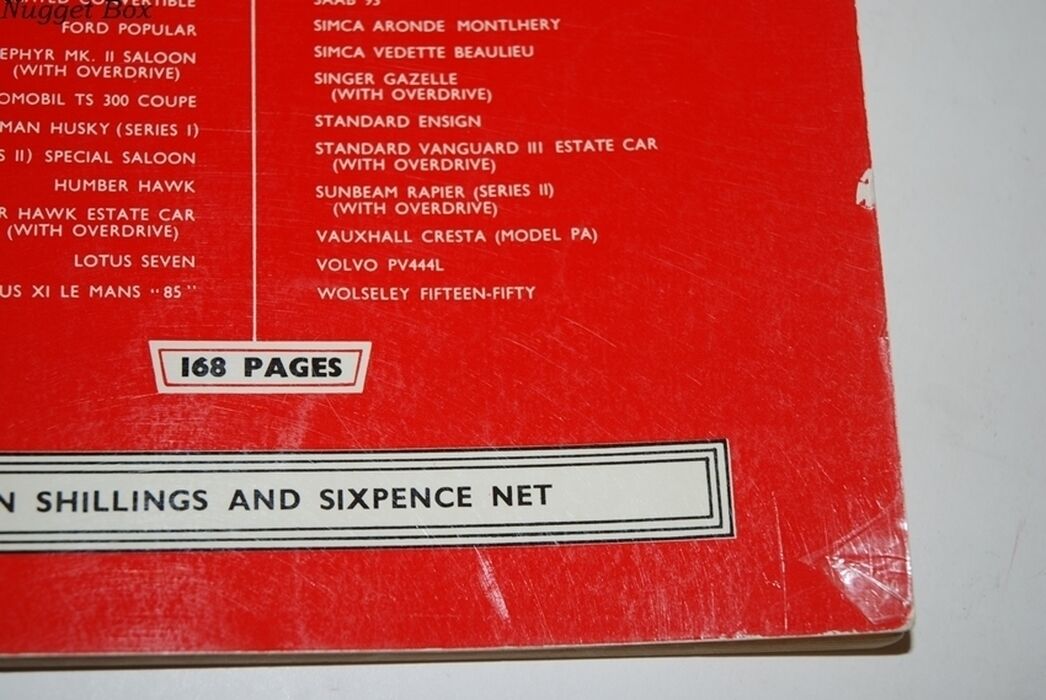 Nugget Box
CONVERTIBLE
FORD POPULAR
EPHYR MK. II SALOON
(WITH OVERDRIVE)
OMOBIL TS 300 COUPE
MAN HUSKY (SERIES I)
S II) SPECIAL SALOON
HUMBER HAWK
R HAWK ESTATE CAR
(WITH OVERDRIVE)
LOTUS SEVEN
US XI LE MANS "85"
SAAB 93
SIMCA ARONDE MONTLHERY
SIMCA VEDETTE BEAULIEU
SINGER GAZELLE
(WITH OVERDRIVE)
STANDARD ENSIGN
STANDARD VANGUARD III ESTATE CAR
(WITH OVERDRIVE)
SUNBEAM RAPIER (SERIES II)
(WITH OVERDRIVE)
VAUXHALL CRESTA (MODEL PA)
VOLVO PV444L
WOLSELEY FIFTEEN-FIFTY
168 PAGES
N SHILLINGS AND SIXPENCE NET